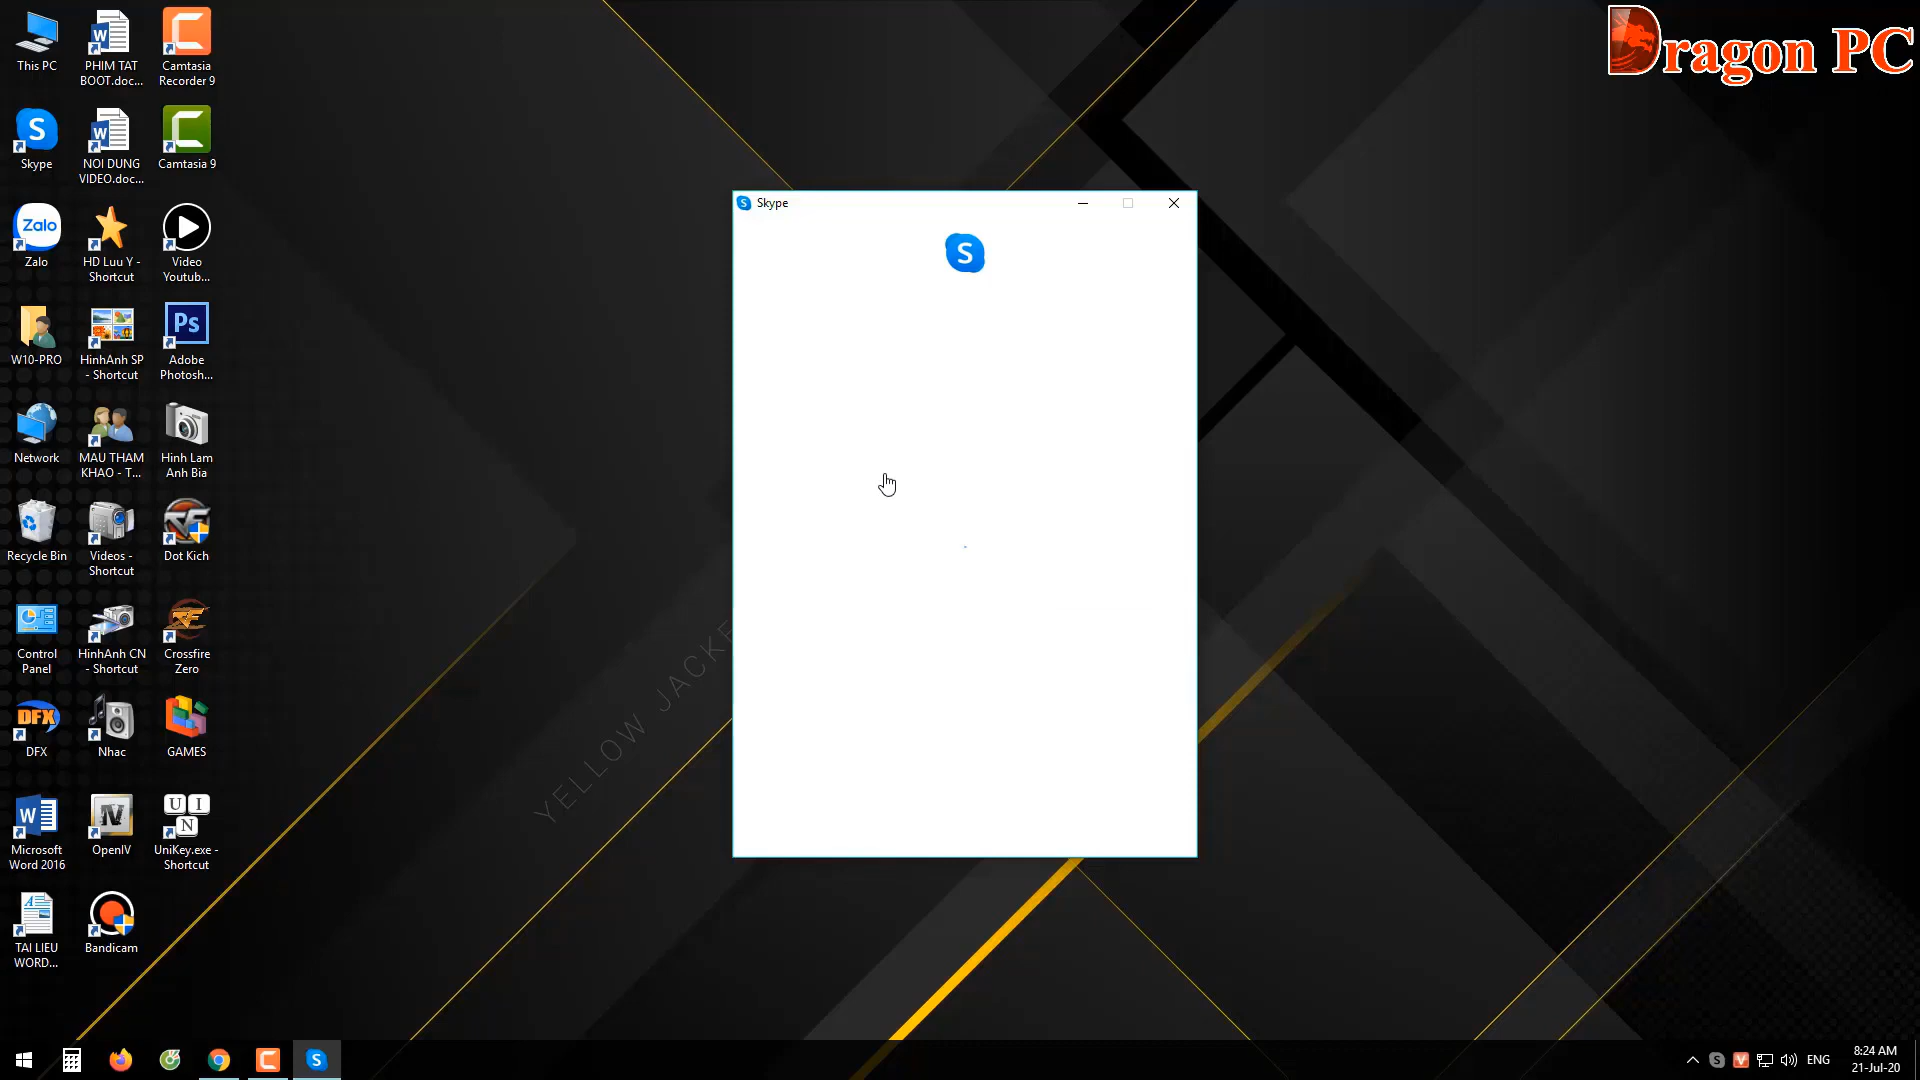 This PC
PHIM TAT
BOOT.doc...
Camtasia
Recorder 9
Skype
NOI DUNG
VIDEO.doc...
Camtasia 9
Zalo
Zalo
HD Luu Y -
Shortcut
Video
Youtub...
W10-PRO
HinhAnh SP
- Shortcut
Ps
Adobe
Photosh...
Network
MAU THAM
KHAO - T...
Hinh Lam
Anh Bia
Recycle Bin
Videos -
Shortcut
Dot Kich
Control
Panel
HinhAnh CN
- Shortcut
Crossfire
Zero
DFX
DFX
Nhac
GAMES
Microsoft
Word 2016
OpenIV
U I
N
UniKey.exe -
Shortcut
TAI LIEU
WORD...
Bandicam
Skype
S
YELLOW JACKE
Dragon PC
ENG
8:24 AM
21-Jul-20